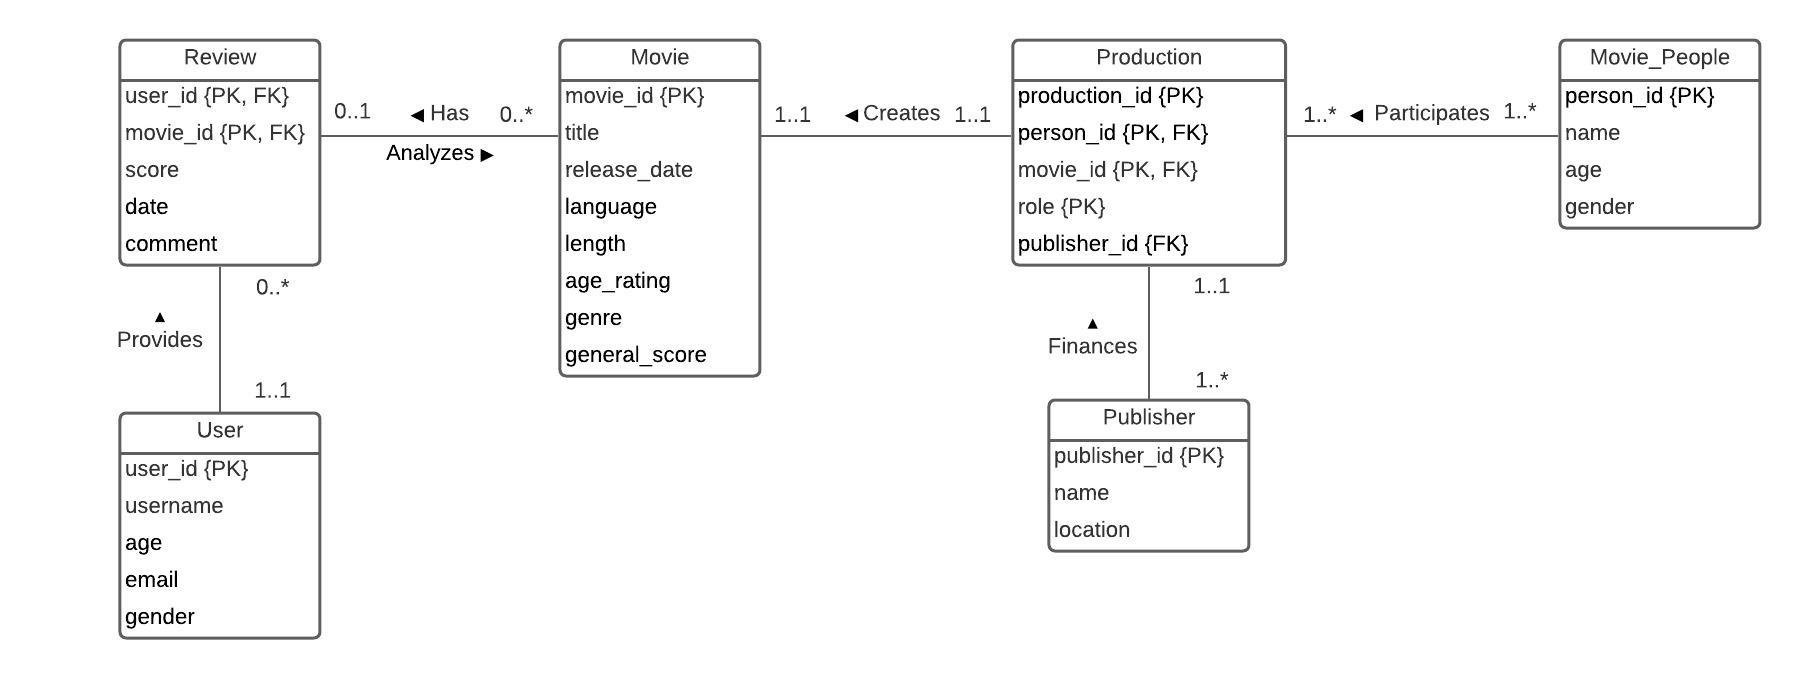 Review
user_id {PK, FK}
movie_id {PK, FK}
score
date
comment
0..1
◄ Has
0..*
Analyzes ►
Movie
movie_id {PK}
title
release_date
language
length
age_rating
genre
general_score
1..1
◄ Creates
1..1
Production
production_id {PK}
person_id {PK, FK}
movie_id {PK, FK}
role {PK}
publisher_id {FK}
1..*
◄ Participates
1..*
Movie_People
person_id {PK}
name
age
gender
0..*
▲
Provides
1..1
User
user_id {PK}
username
age
email
gender
1..1
▲
Finances
1..*
Publisher
publisher_id {PK}
name
location